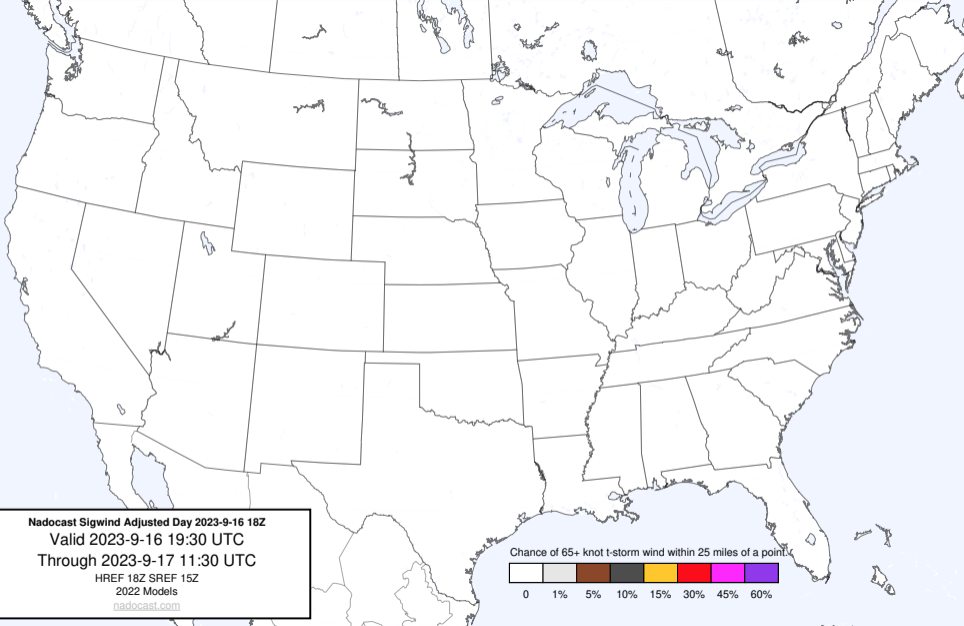 Nadocast Sigwind Adjusted Day 2023-9-16 18Z
Valid 2023-9-16 19:30 UTC
Through 2023-9-17 11:30 UTC
HREF 18Z SREF 15Z
2022 Models
nadocast.com
Chance of 65+ knot t-storm wind within 25 miles of a point.
0 1% 5% 10% 15% 30% 45% 60%